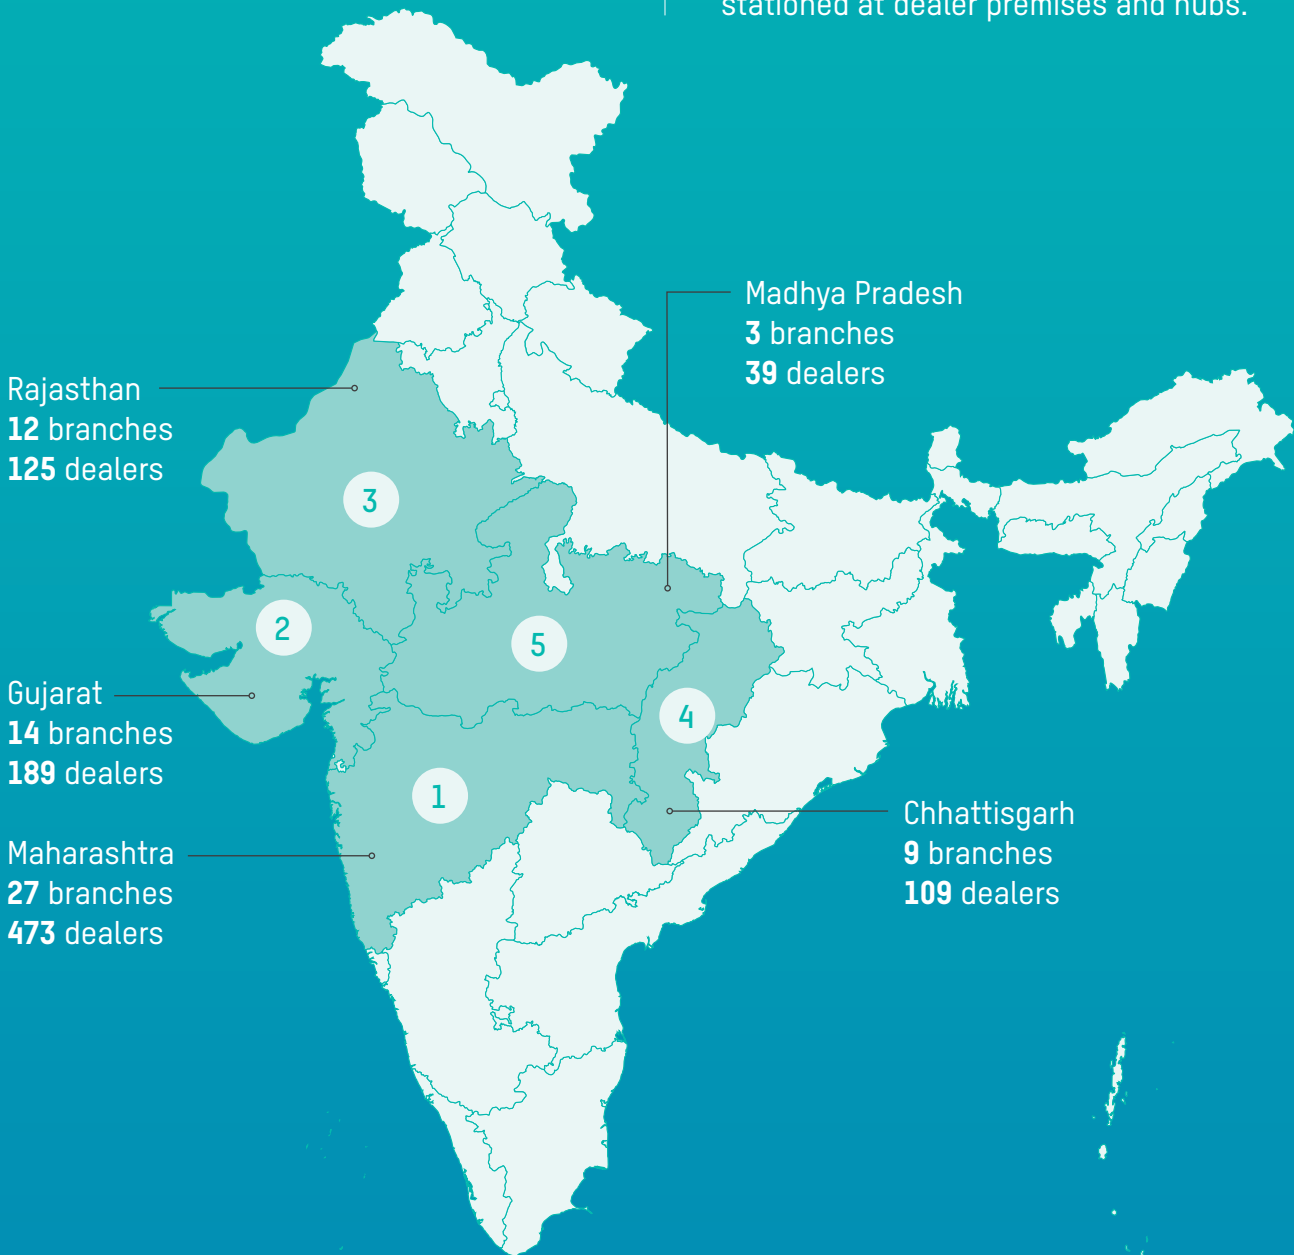 stationed at dealer premises and hubs.
Madhya Pradesh
3 branches
39 dealers
Rajasthan
12 branches
125 dealers
3
2
5
Gujarat
14 branches
189 dealers
4
1
Chhattisgarh
9 branches
109 dealers
Maharashtra
27 branches
473 dealers